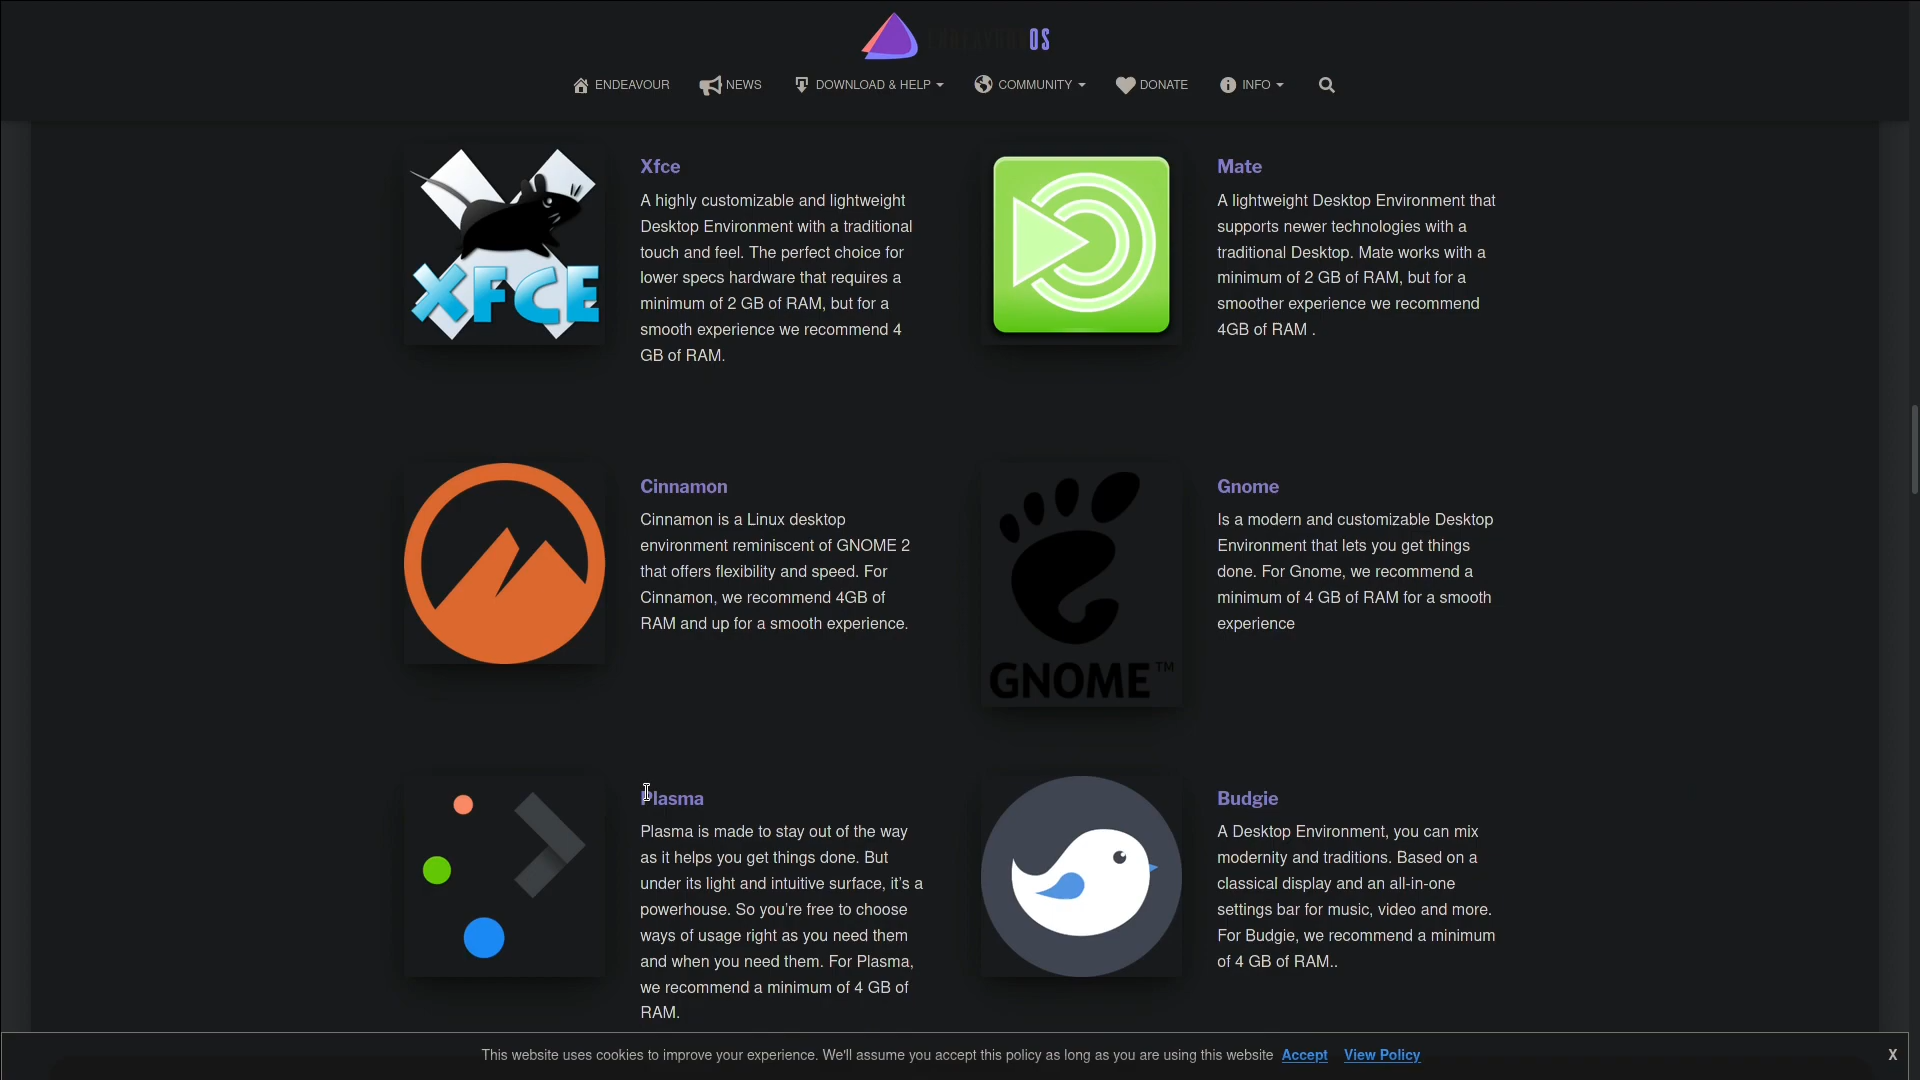 ENDEAVOUROS
ENDEAVOUR NEWS DOWNLOAD & HELP COMMUNITY DONATE INFO
Xfce
A highly customizable and lightweight
Desktop Environment with a traditional
touch and feel. The perfect choice for
lower specs hardware that requires a
minimum of 2 GB of RAM, but for a
smooth experience we recommend 4
GB of RAM.
XFCE
Mate
A lightweight Desktop Environment that
supports newer technologies with a
traditional Desktop. Mate works with a
minimum of 2 GB of RAM, but for a
smoother experience we recommend
4GB of RAM .
Cinnamon
Cinnamon is a Linux desktop
environment reminiscent of GNOME 2
that offers flexibility and speed. For
Cinnamon, we recommend 4GB of
RAM and up for a smooth experience.
GNOME™
Gnome
Is a modern and customizable Desktop
Environment that lets you get things
done. For Gnome, we recommend a
minimum of 4 GB of RAM for a smooth
experience
Plasma
Plasma is made to stay out of the way
as it helps you get things done. But
under its light and intuitive surface, it’s a
powerhouse. So you’re free to choose
ways of usage right as you need them
and when you need them. For Plasma,
we recommend a minimum of 4 GB of
RAM.
Budgie
A Desktop Environment, you can mix
modernity and traditions. Based on a
classical display and an all-in-one
settings bar for music, video and more.
For Budgie, we recommend a minimum
of 4 GB of RAM..
This website uses cookies to improve your experience. We'll assume you accept this policy as long as you are using this website Accept View Policy X